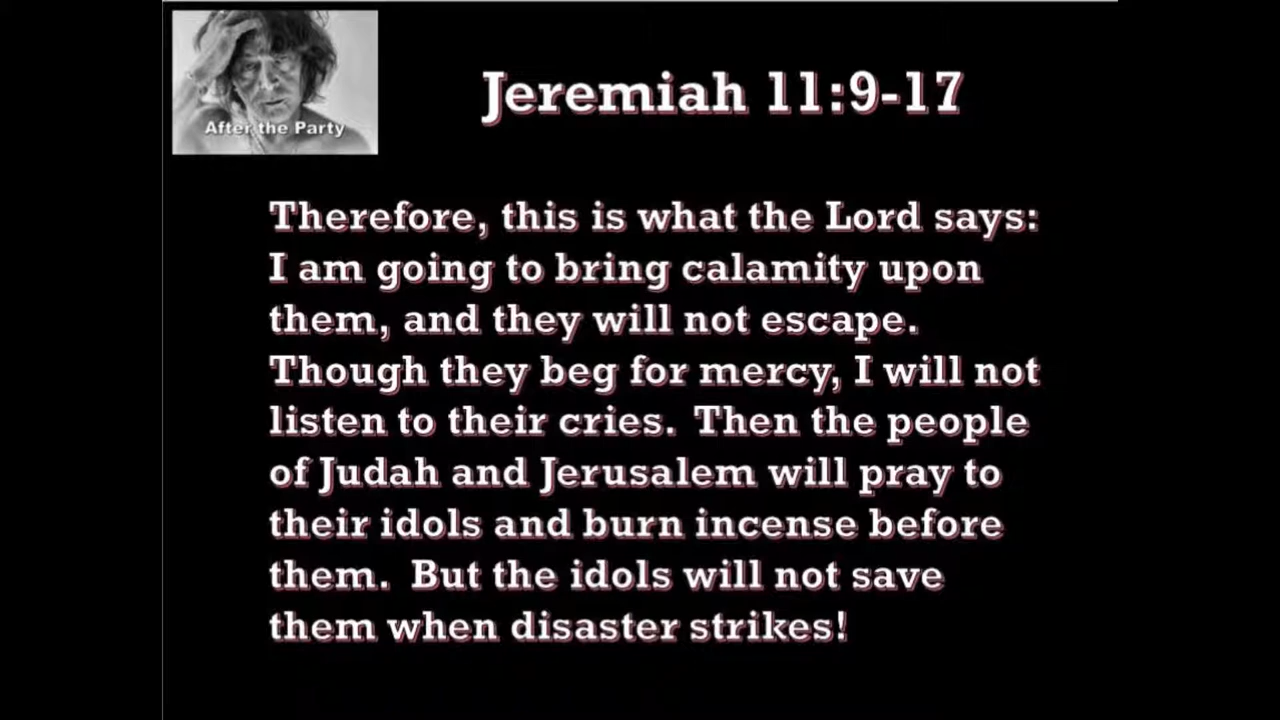 After the Party
Jeremiah 11:9-17
Therefore, this is what the Lord says:
I am going to bring calamity upon
them, and they will not escape.
Though they beg for mercy, I will not
listen to their cries. Then the people
of Judah and Jerusalem will pray to
their idols and burn incense before
them. But the idols will not save
them when disaster strikes!